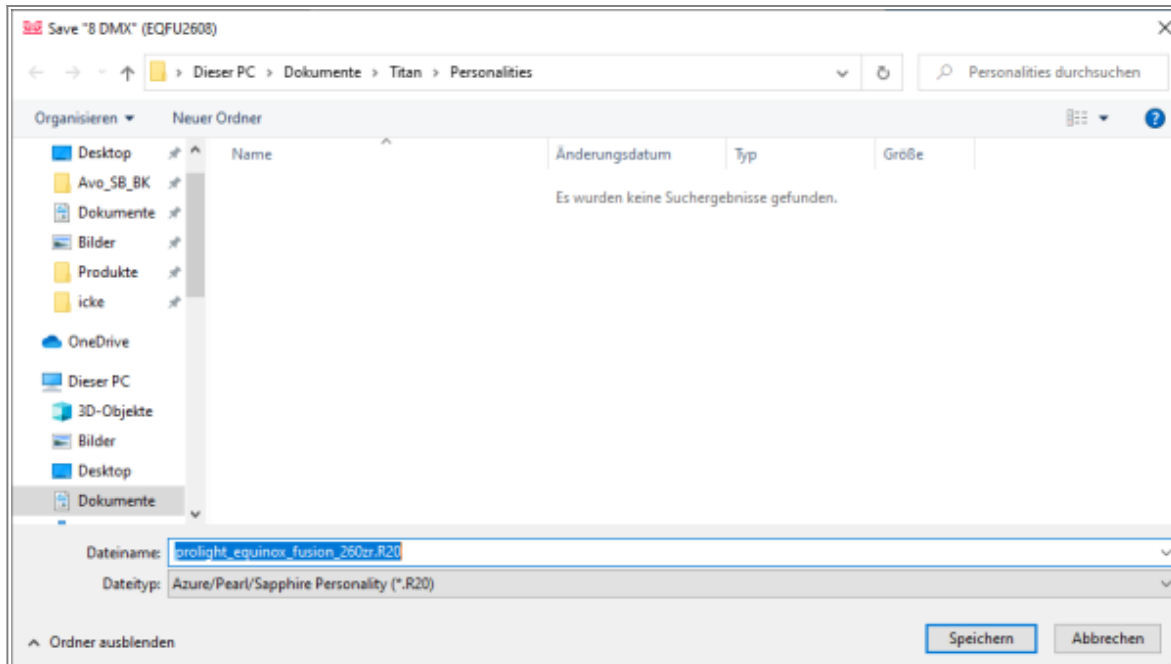 Save "8 DMX" (EQFU2608)
Dieser PC > Dokumente > Titan > Personalities
Personalities durchsuchen
Organisieren
Neuer Ordner
Desktop
Avo_SB_BK
Dokumente
Bilder
Produkte
icke
OneDrive
Dieser PC
3D-Objekte
Bilder
Desktop
Dokumente
Name Änderungsdatum Typ Größe
Es wurden keine Suchergebnisse gefunden.
Dateiname: prolight_equinox_fusion_260zr.R20
Dateityp: Azure/Pearl/Sapphire Personality (*.R20)
Ordner ausblenden
Speichern
Abbrechen